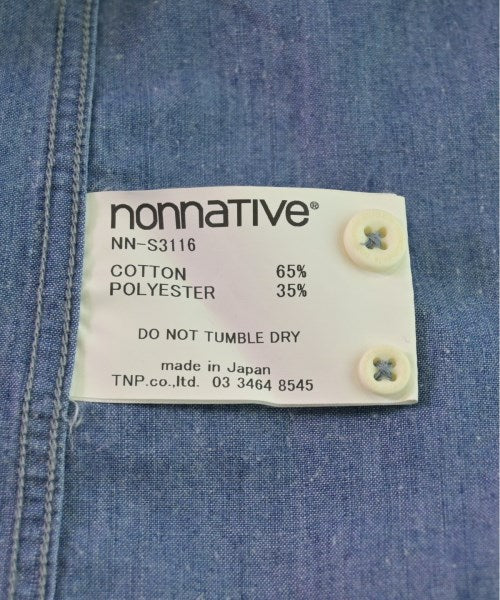 nonnative®
NN-S3116
COTTON 65%
POLYESTER 35%
DO NOT TUMBLE DRY
made in Japan
TNP.co.,ltd. 03 3464 8545